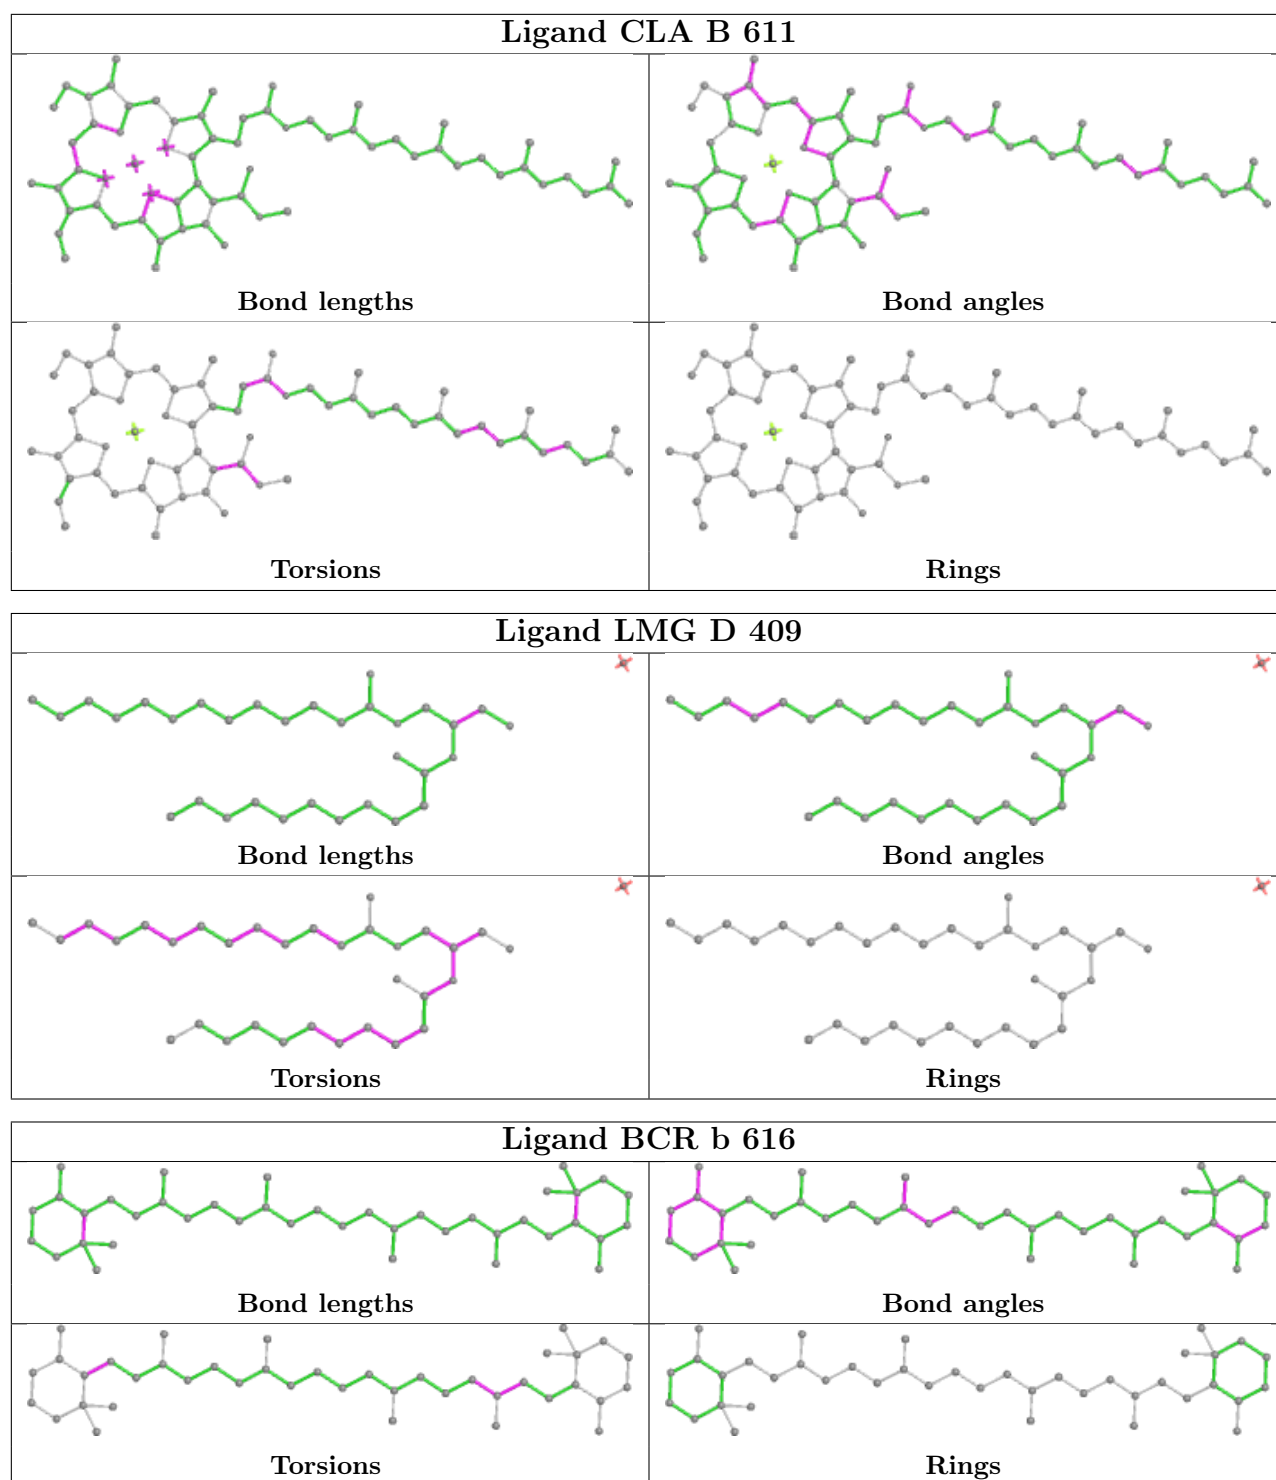 Ligand CLA B 611
Bond lengths
Bond angles
Torsions
Rings
Ligand LMG D 409
Bond lengths
Bond angles
Torsions
Rings
Ligand BCR b 616
Bond lengths
Bond angles
Torsions
Rings